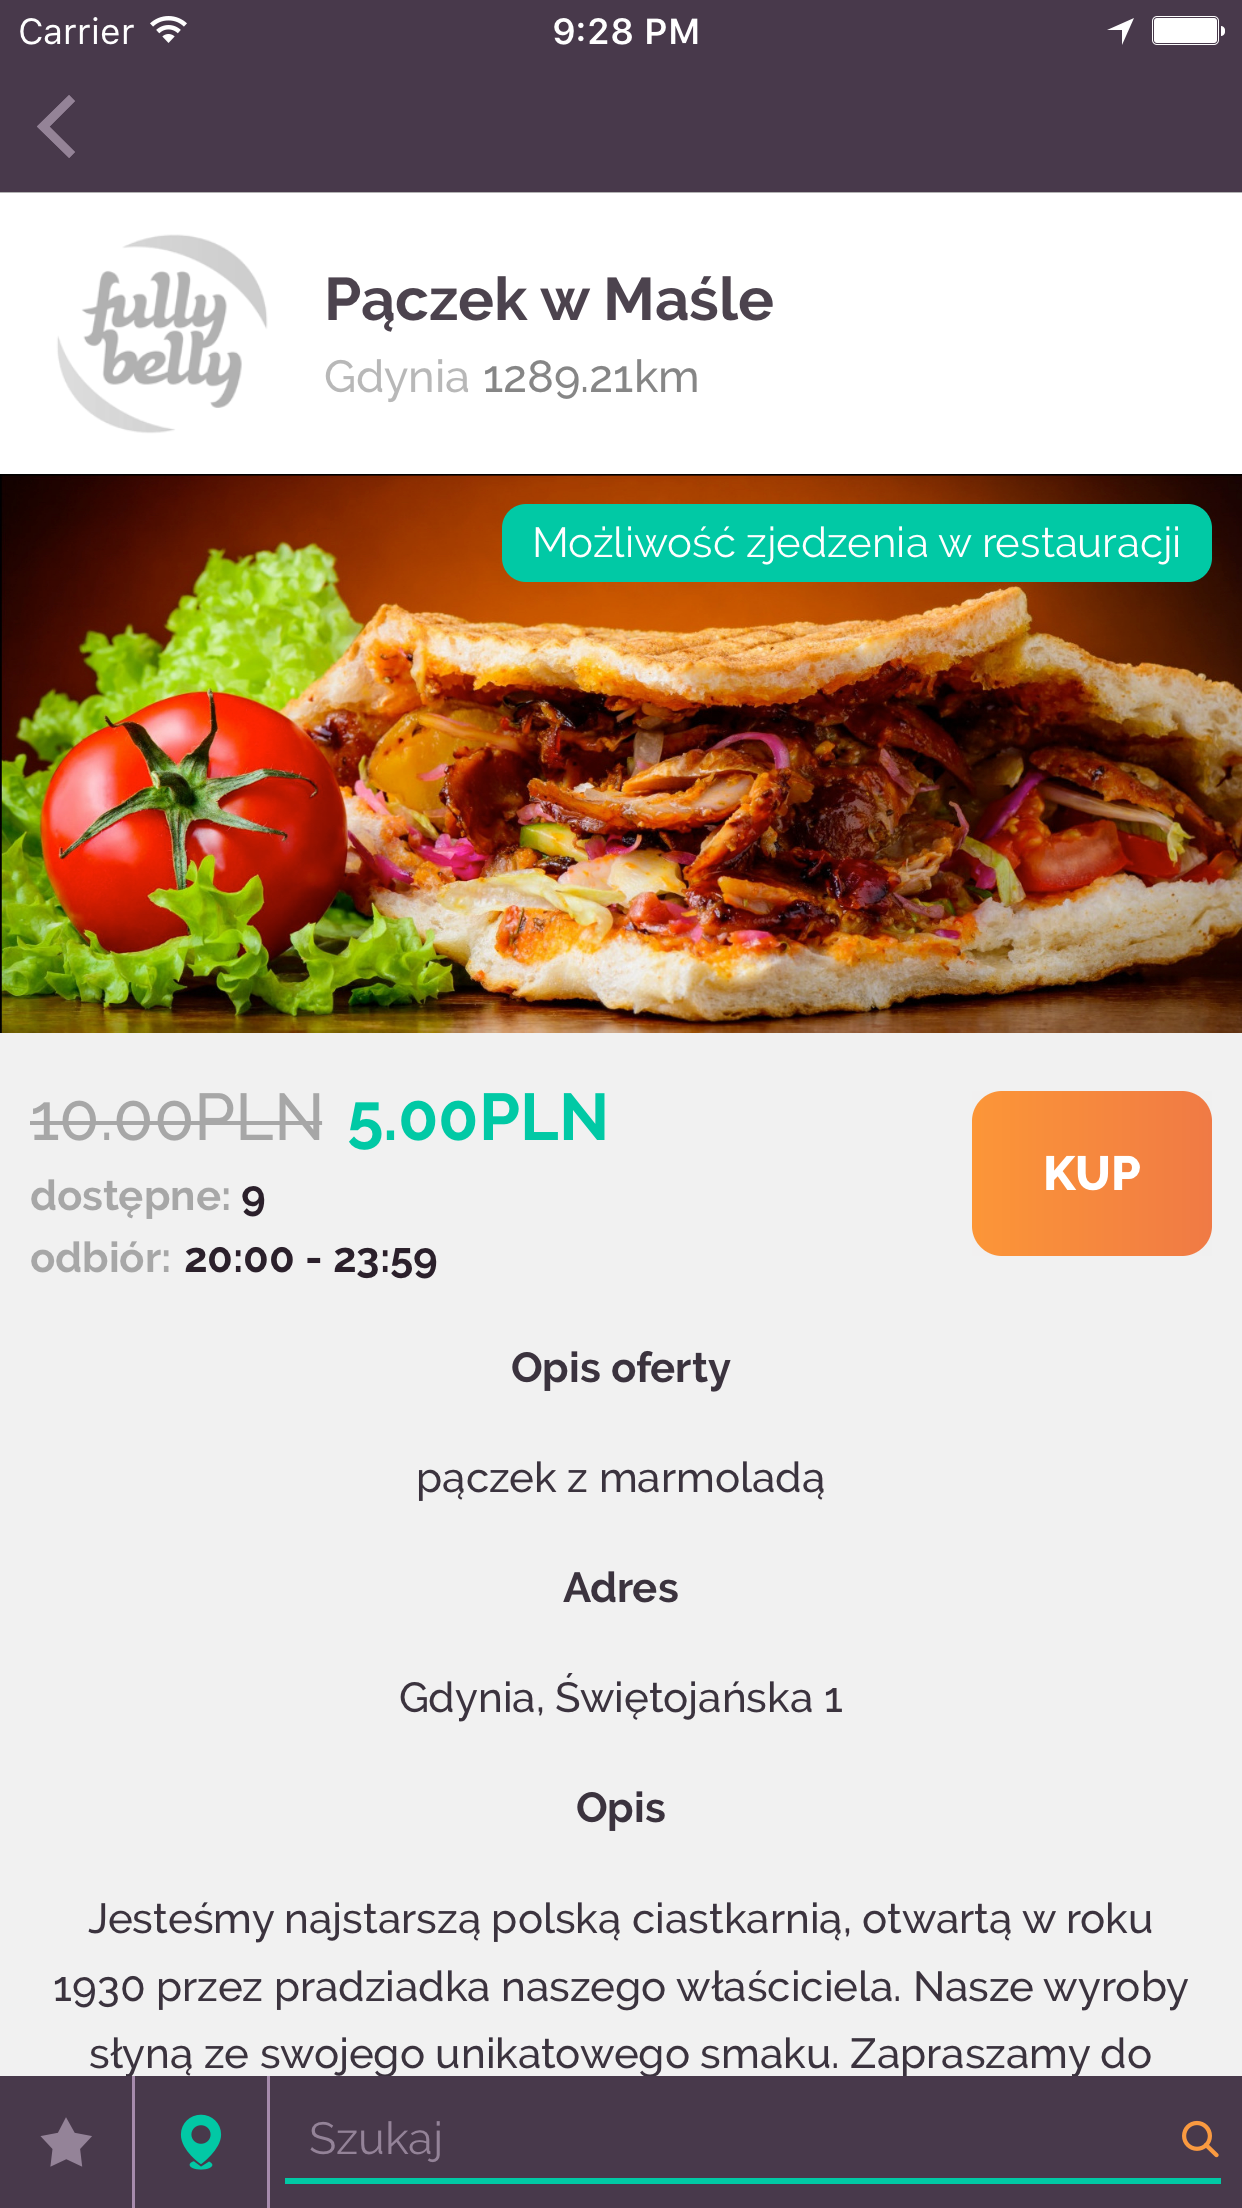 Carrier 9:28 PM
fully
belly
Pączek w Maśle
Gdynia 1289.21km
Możliwość zjedzenia w restauracji
10.00PLN 5.00PLN
dostępne: 9
KUP
odbiór: 20:00 - 23:59
Opis oferty
pączek z marmoladą
Adres
Gdynia, Świętojańska 1
Opis
Jesteśmy najstarszą polską ciastkarnią, otwartą w roku
1930 przez pradziadka naszego właściciela. Nasze wyroby
słyną ze swojego unikatowego smaku. Zapraszamy do
Szukaj